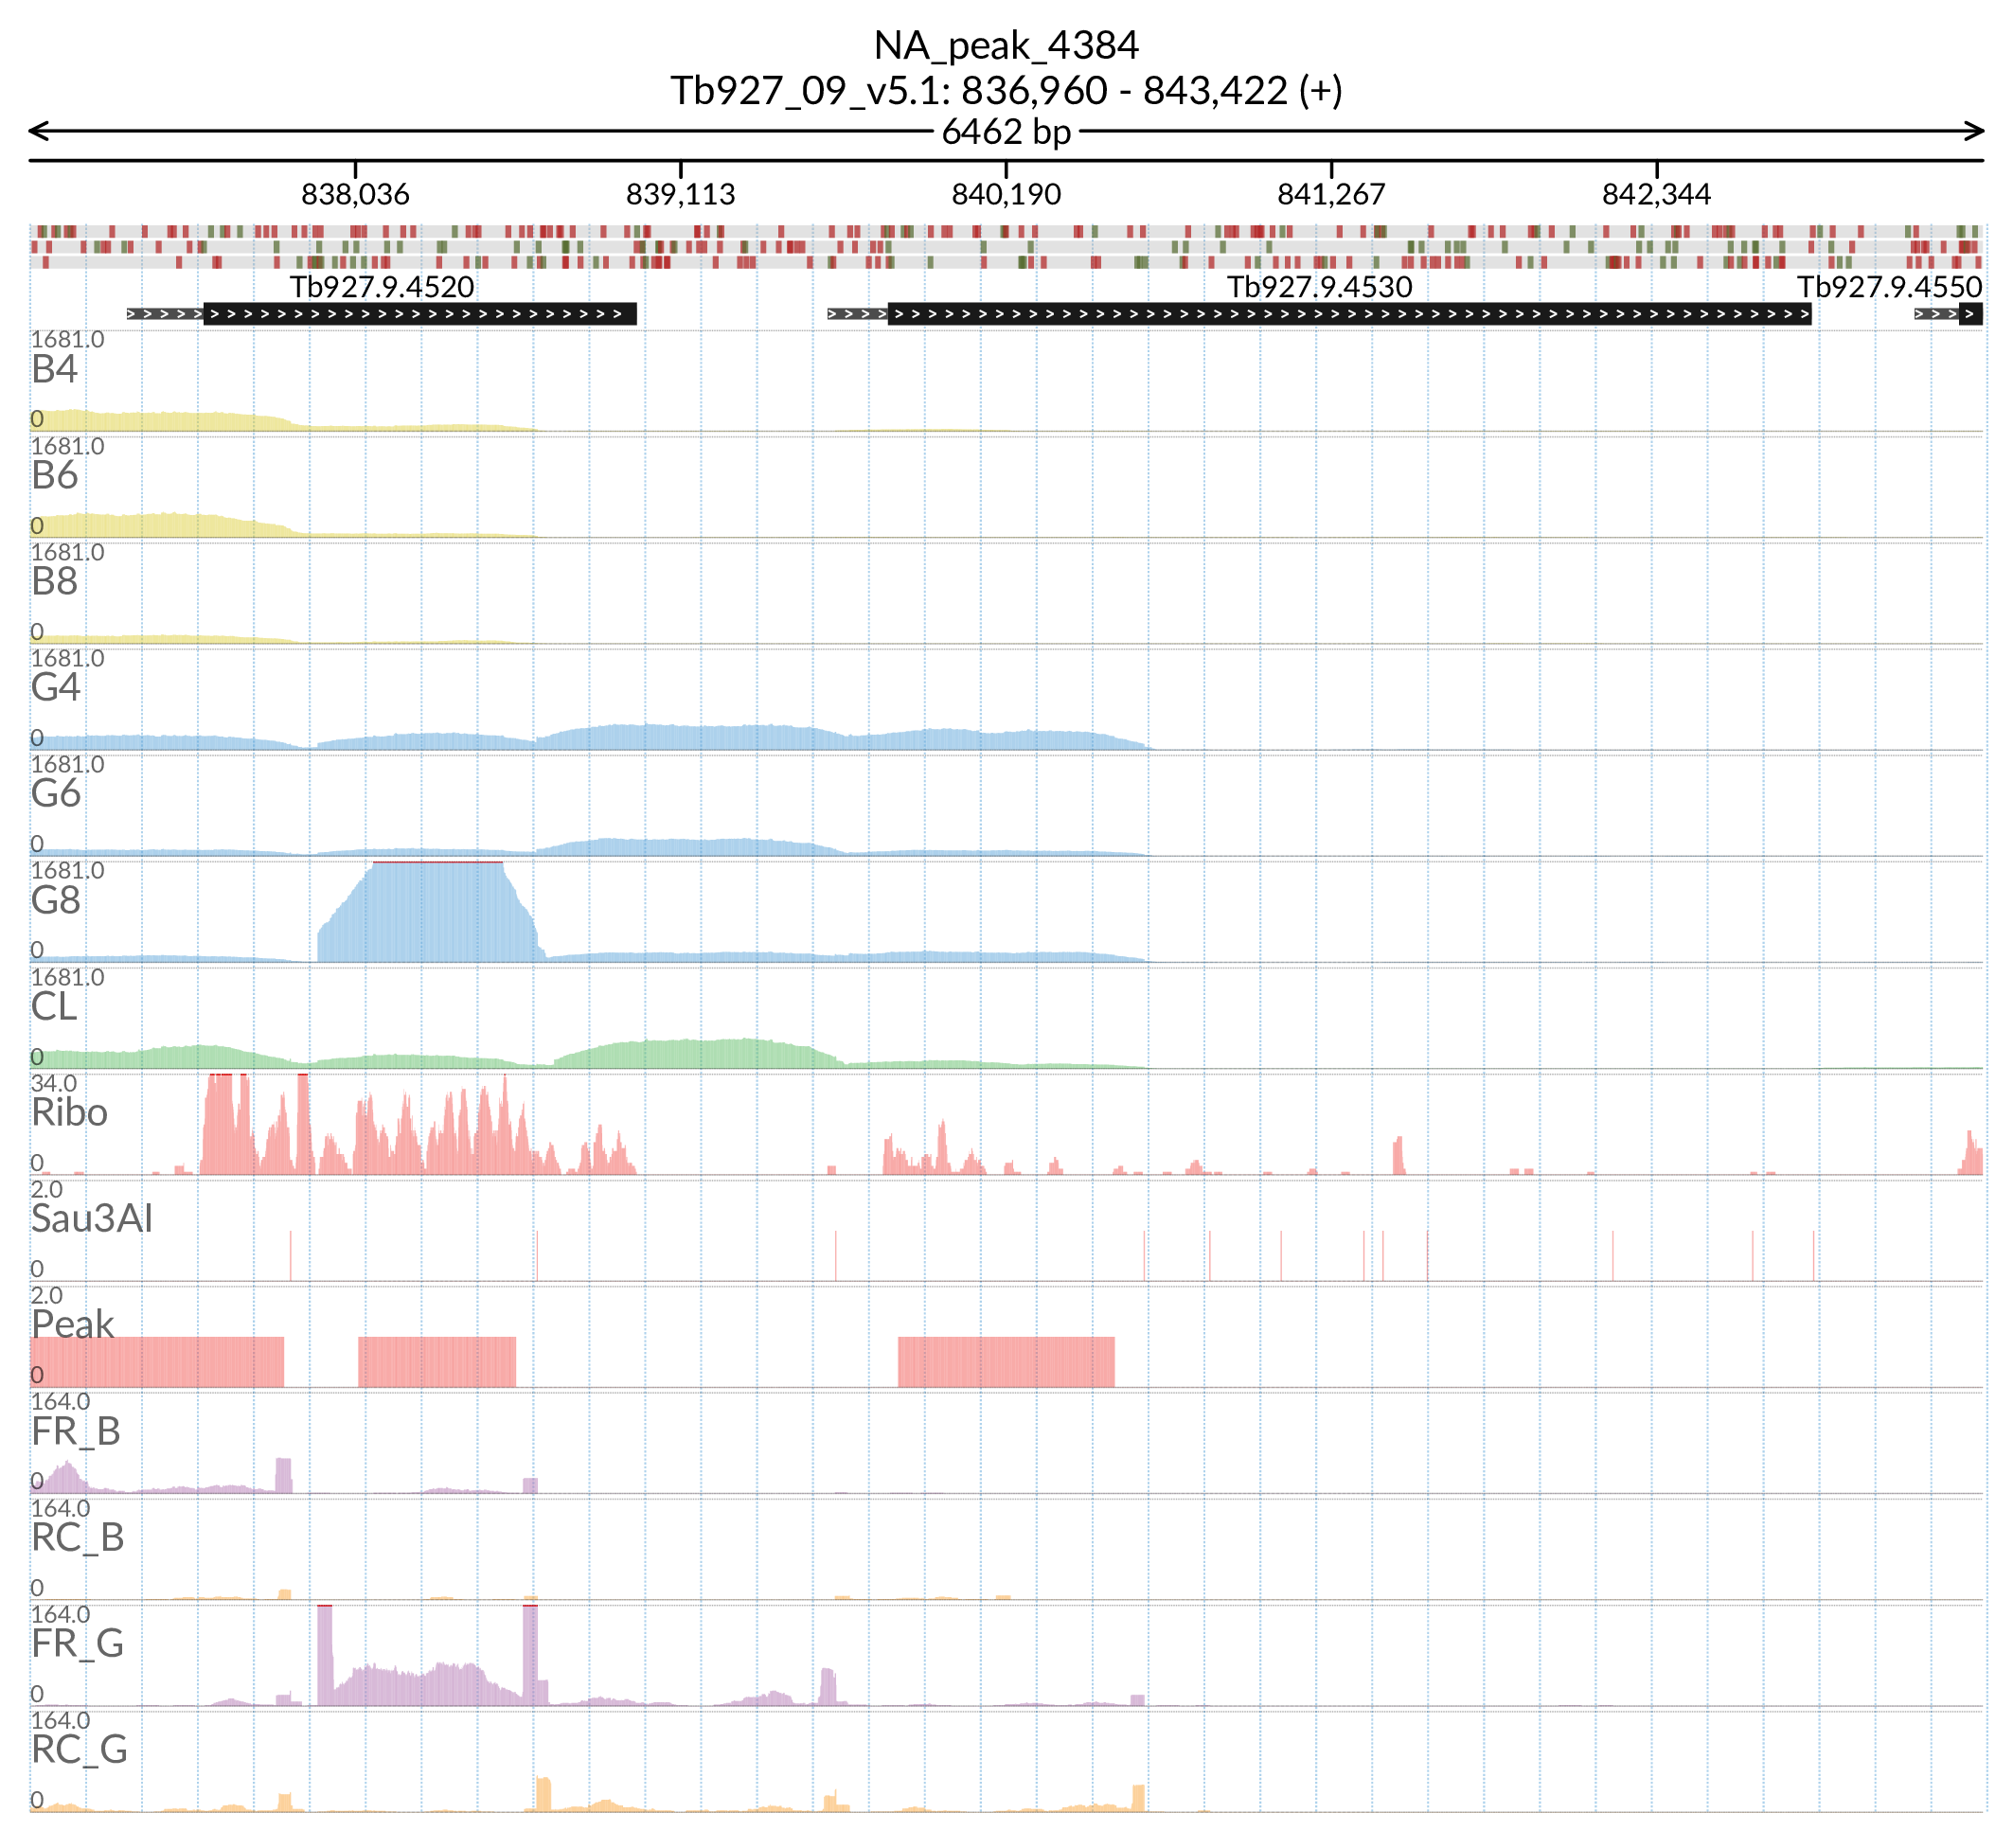 NA_peak_4384
Tb927_09_v5.1: 836,960 - 843,422 (+)
6462 bp
838,036 839,113 840,190 841,267 842,344
Tb927.9.4520 Tb927.9.4530 Tb927.9.4550
1681.0
B4
0
1681.0
B6
0
1681.0
B8
0
1681.0
G4
0
1681.0
G6
0
1681.0
G8
0
1681.0
CL
0
34.0
Ribo
0
2.0
Sau3AI
0
2.0
Peak
0
164.0
FR_B
0
164.0
RC_B
0
164.0
FR_G
0
164.0
RC_G
0